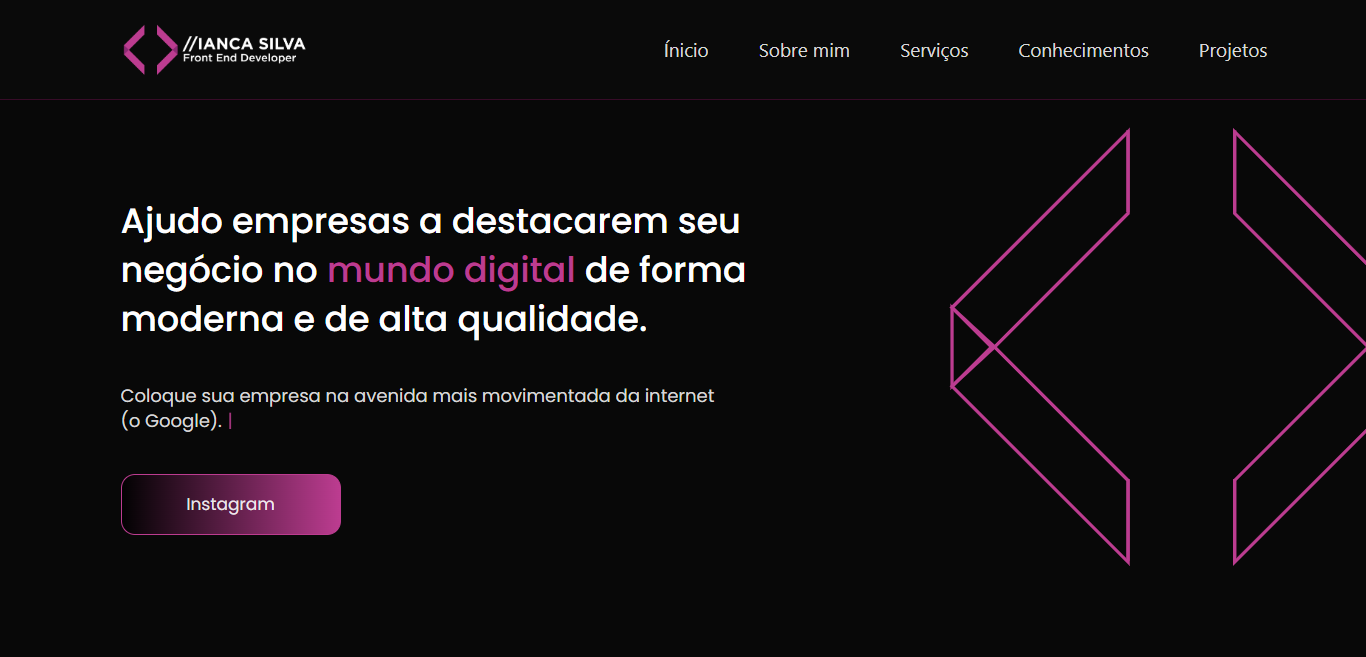 //IANCA SILVA
Front End Developer
Ínicio Sobre mim Serviços Conhecimentos Projetos
Ajudo empresas a destacarem seu
negócio no mundo digital de forma
moderna e de alta qualidade.
Coloque sua empresa na avenida mais movimentada da internet
(o Google). |
Instagram